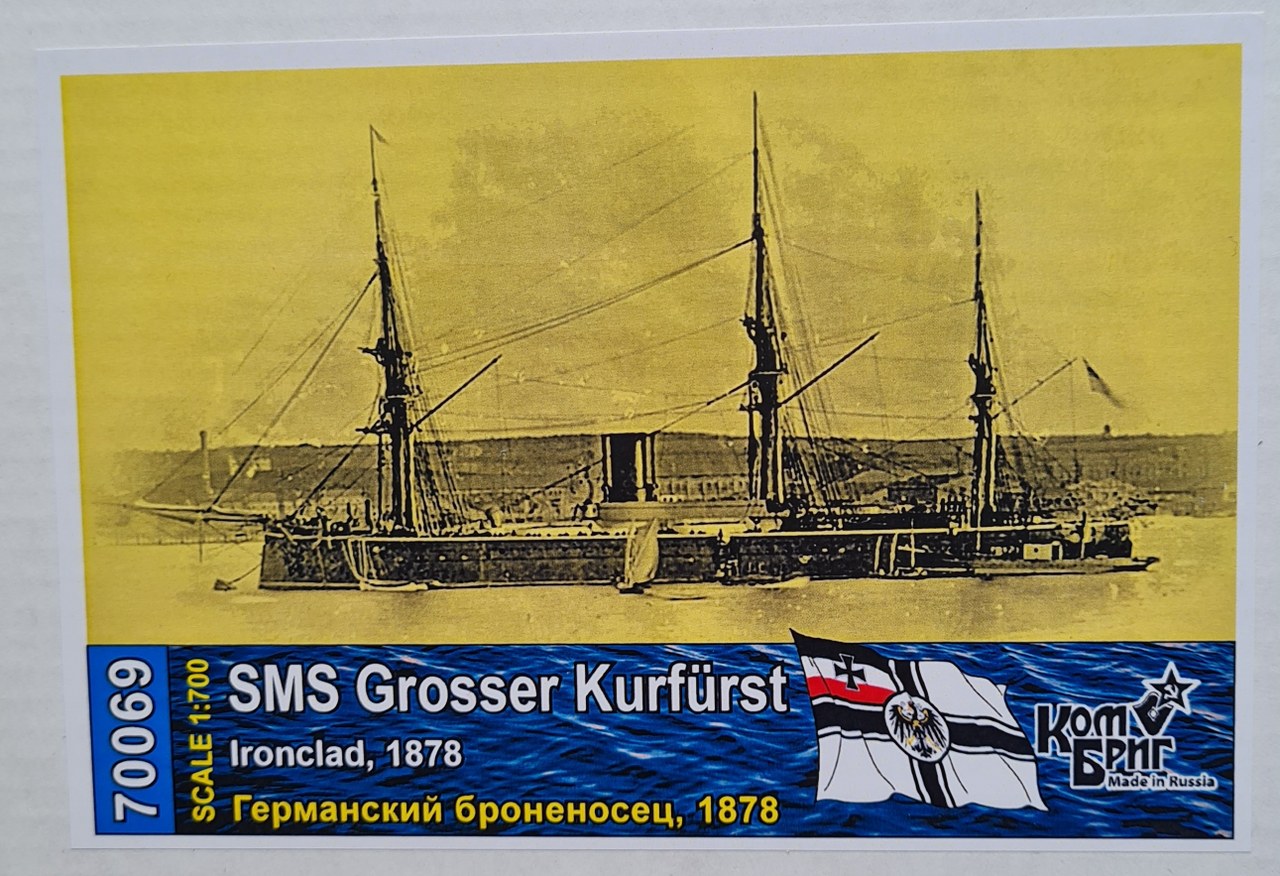 70069
SCALE 1:700
SMS Grosser Kurfürst
Ironclad, 1878
Германский броненосец, 1878
Ком
Бриг
Made in Russia